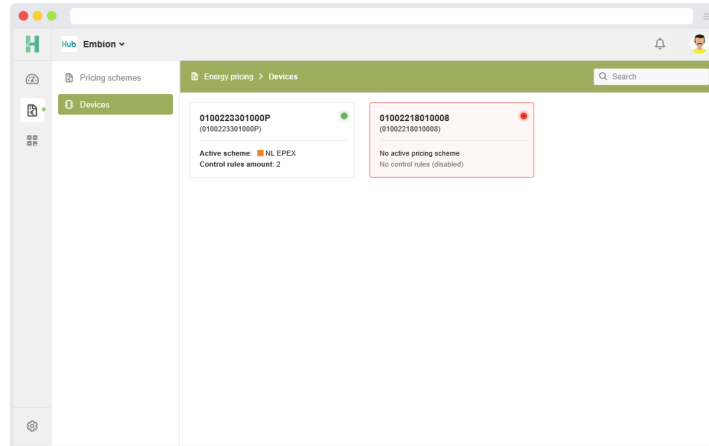 H
Hub Embion
Pricing schemes
Devices
Energy pricing > Devices
Search
0100223301000P
(0100223301000P)
Active scheme: NL EPEX
Control rules amount: 2
01002218010008
(01002218010008)
No active pricing scheme
No control rules (disabled)